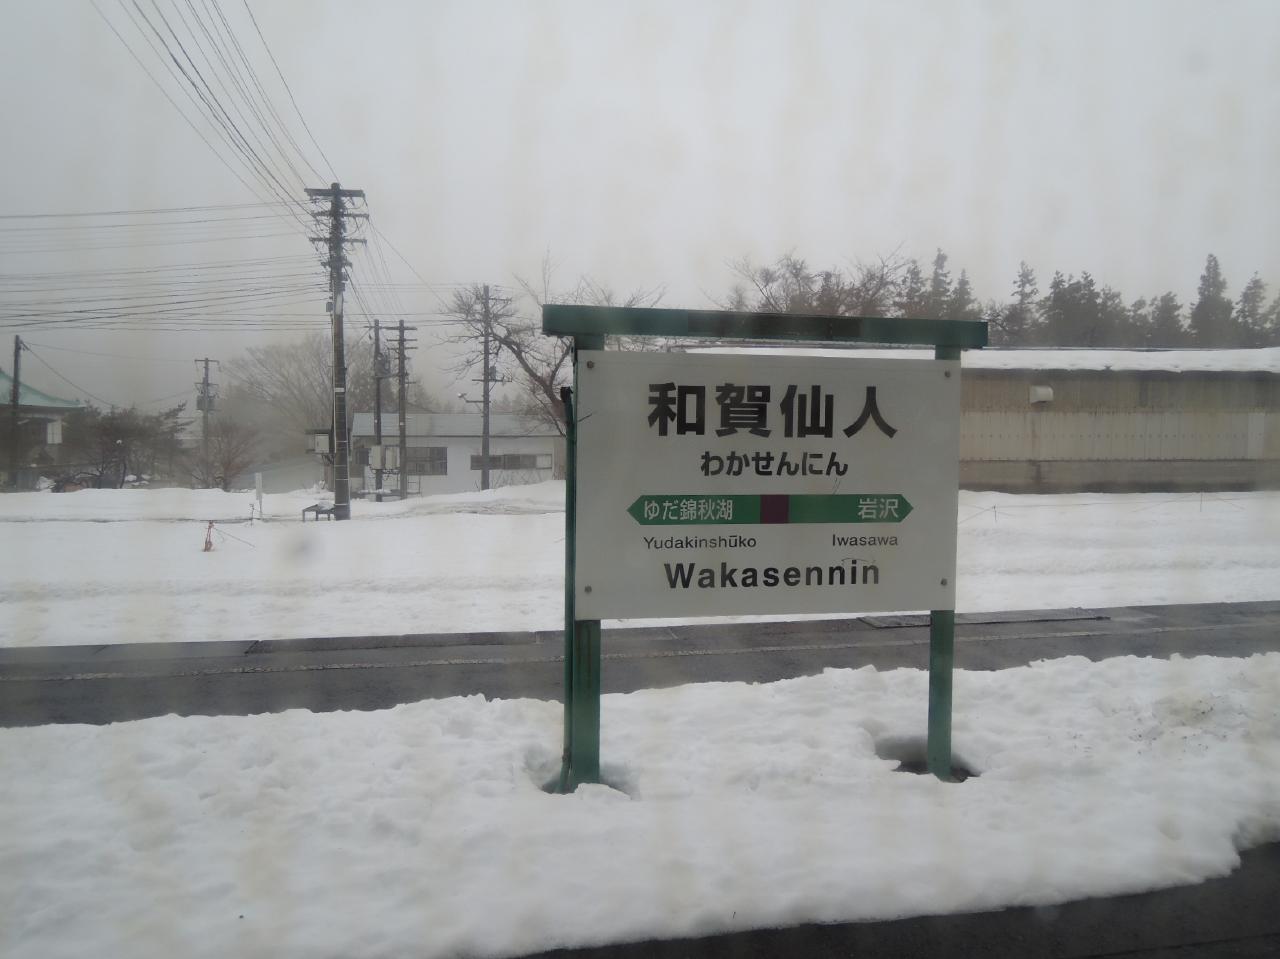 和賀仙人
わかせんにん
ゆだ錦秋湖 岩沢
Yudakinshūko Iwasawa
Wakasennin